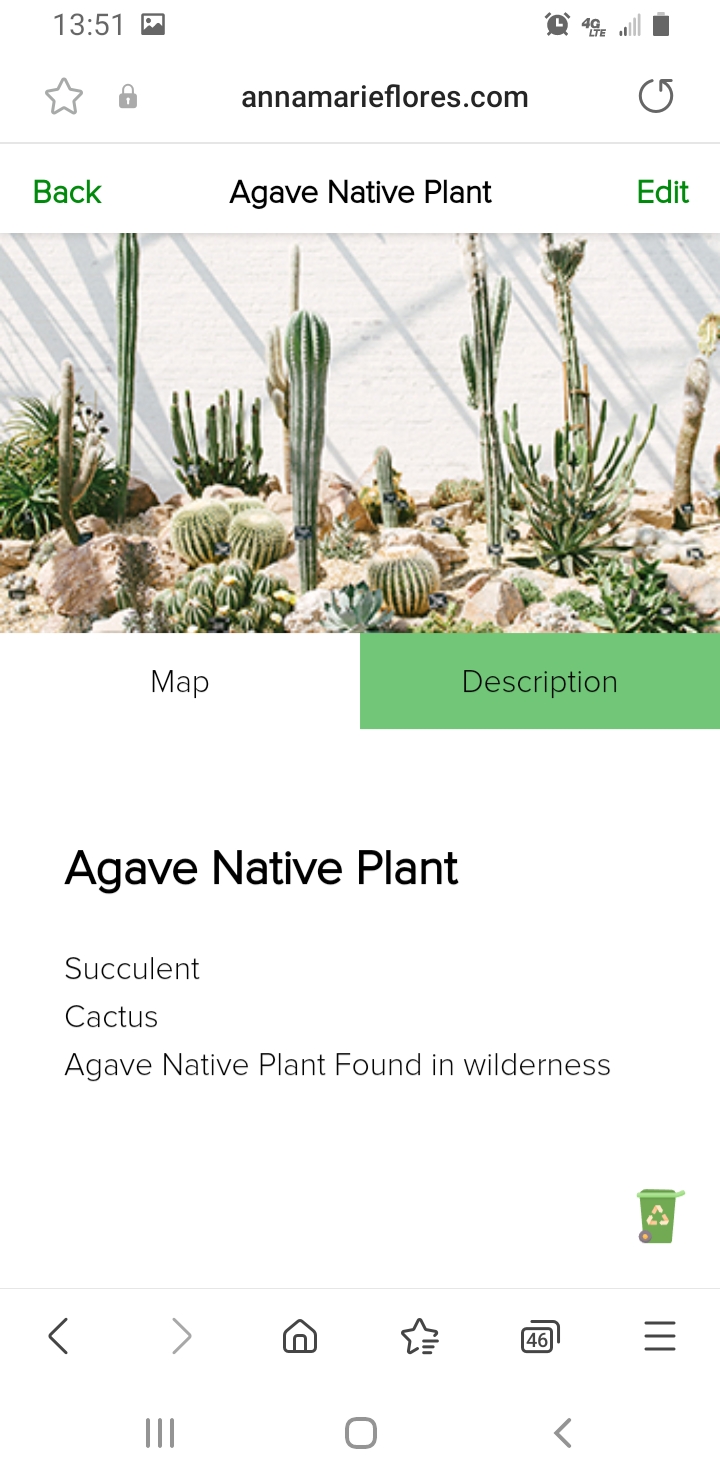 13:51
4G
LTE
annamarieflores.com
Back
Agave Native Plant
Edit
Map
Description
Agave Native Plant
Succulent
Cactus
Agave Native Plant Found in wilderness
46